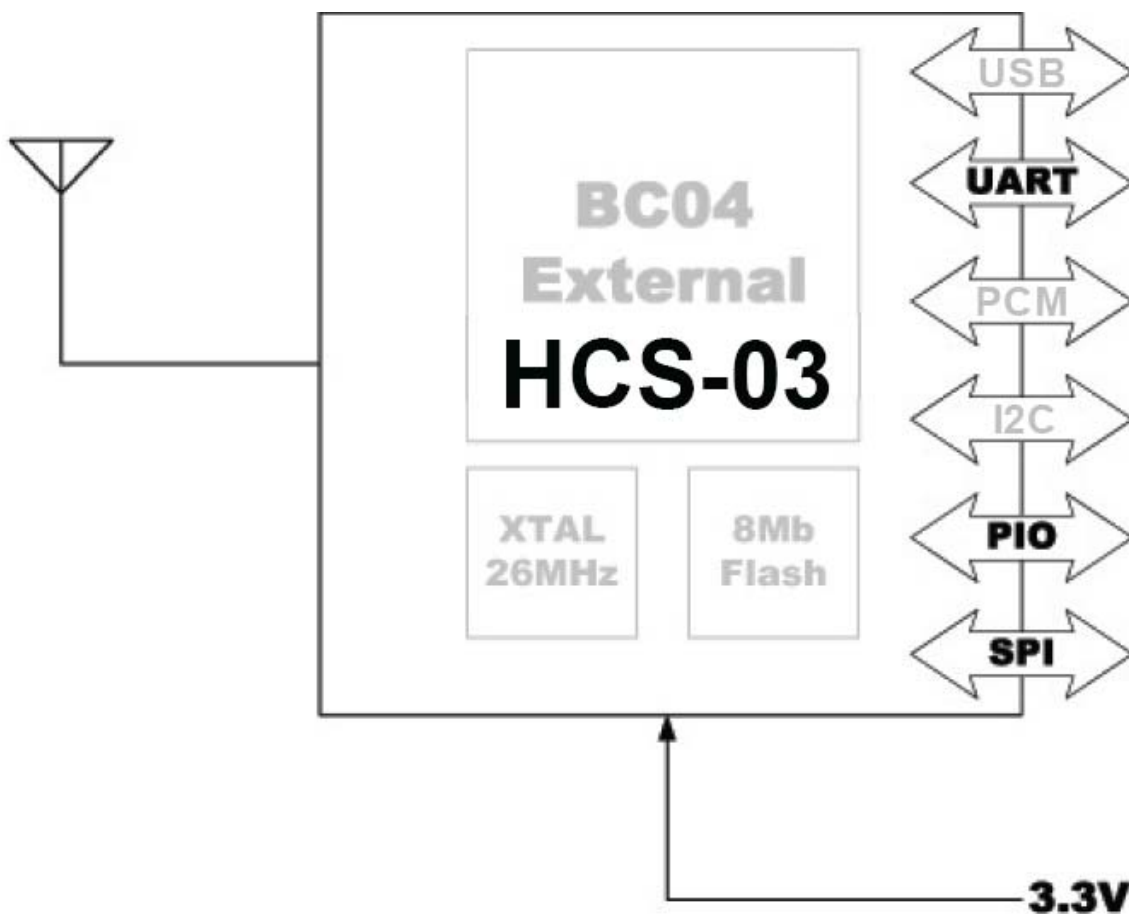 USB
UART
PCM
I2C
PIO
SPI
BC04
External
HCS-03
XTAL
26MHz
8Mb
Flash
3.3V